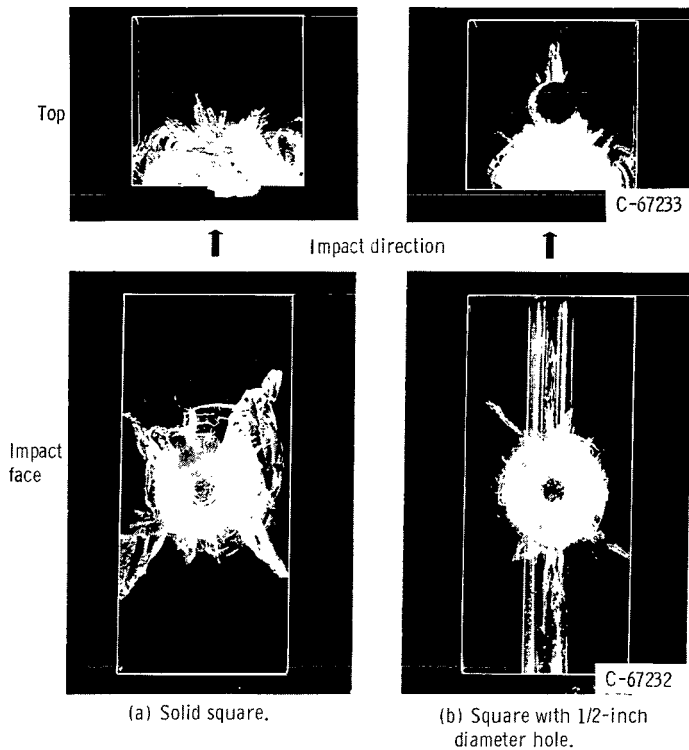 Top
C-67233
Impact direction
Impact
face
C-67232
(a) Solid square.
(b) Square with 1/2-inch
diameter hole.